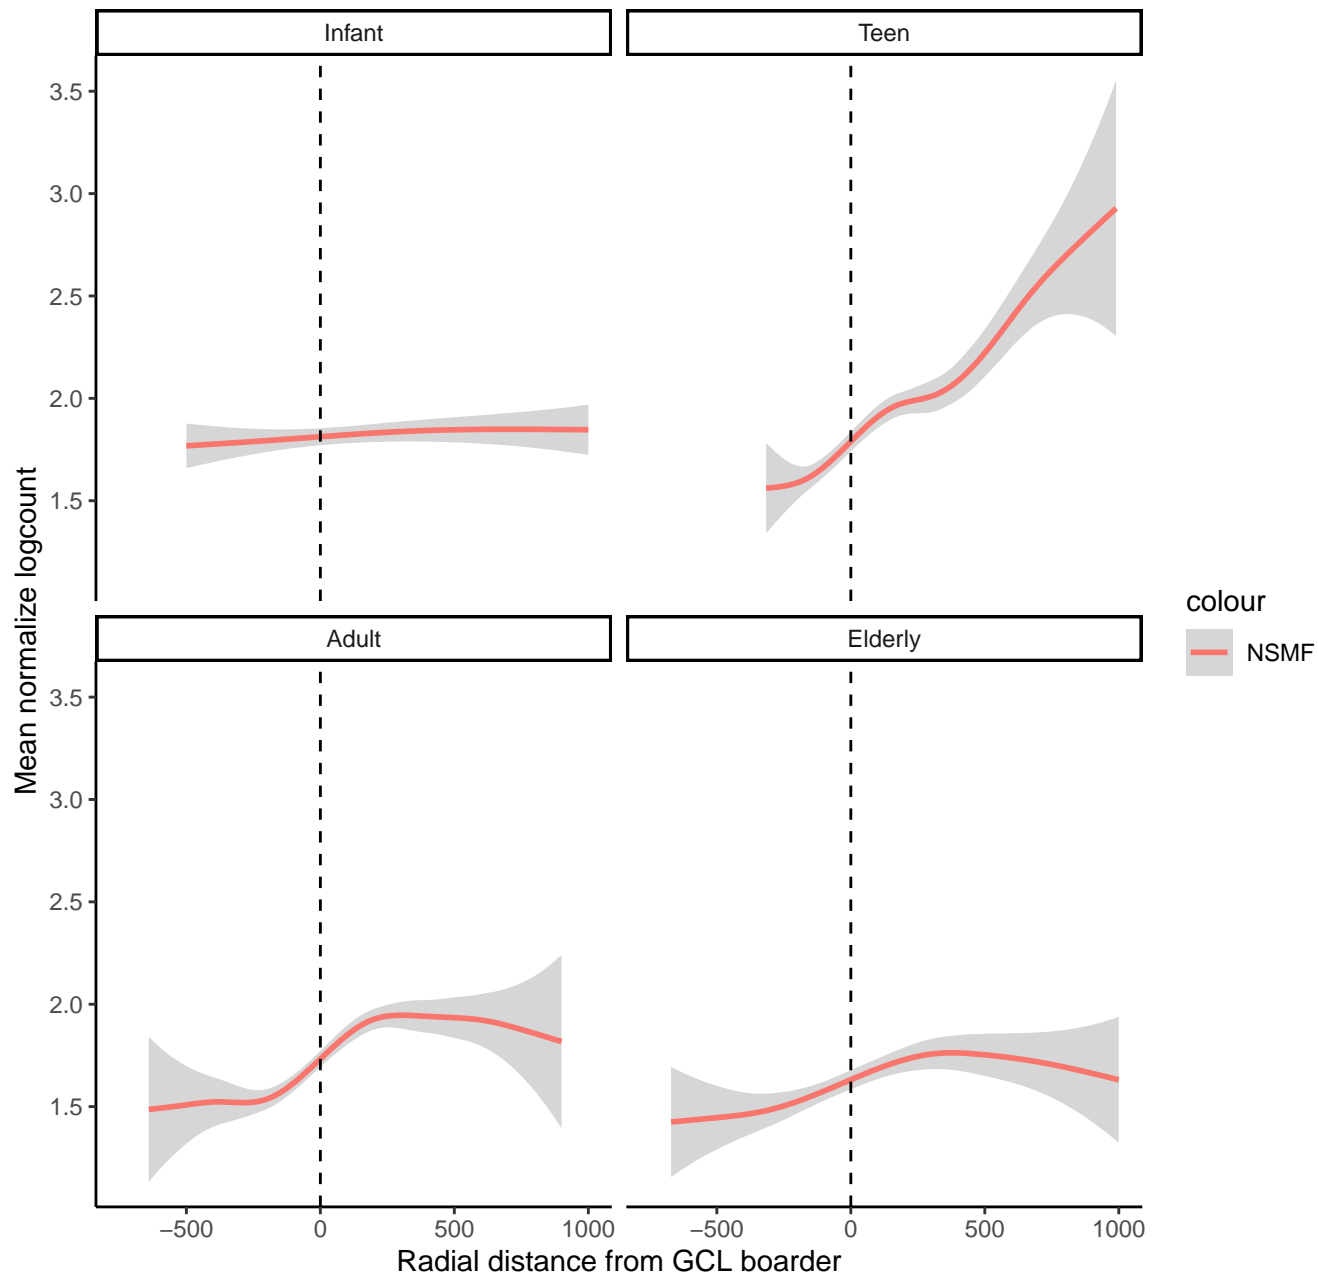 Infant
Teen
3.5
3.0
2.5
2.0
1.5
Adult
Elderly
3.5
3.0
2.5
2.0
1.5
−500
0
500
1000
−500
0
500
1000
Mean normalize logcount
Radial distance from GCL boarder
colour
NSMF